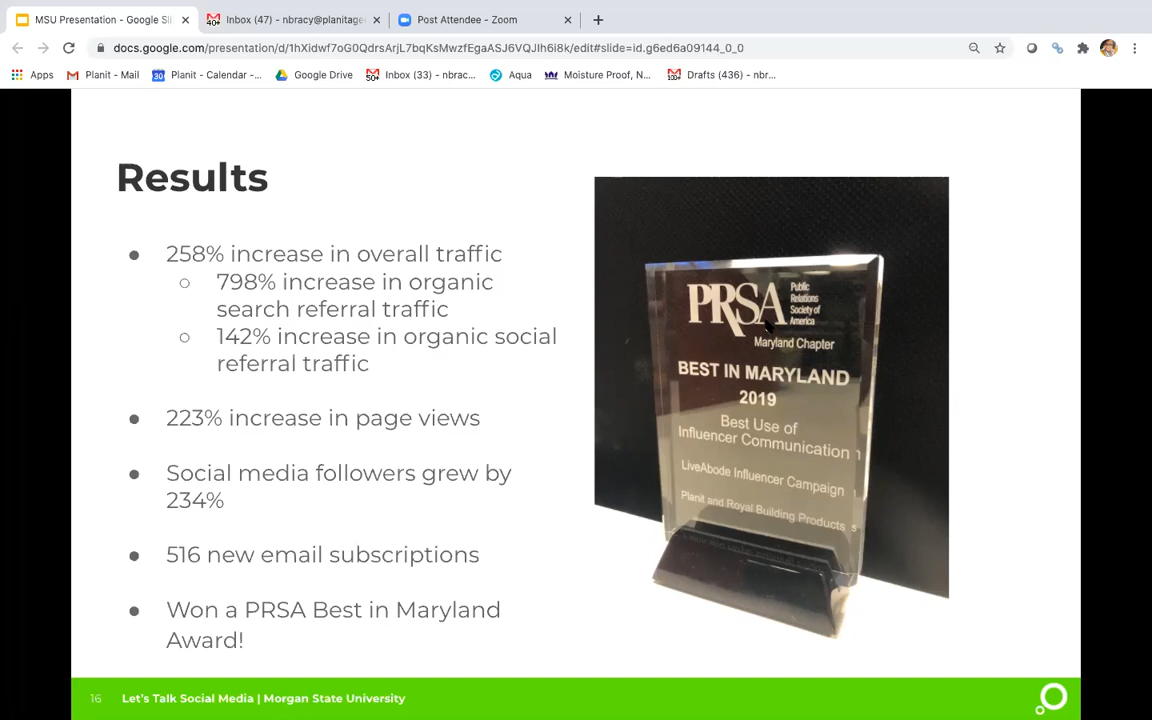 MSU Presentation - Google Sli
Inbox (47) - nbracy@planitage
Post Attendee - Zoom
docs.google.com/presentation/d/1hXidwf7oG0QdrsArjL7bqKsMwzfEgaASJ6VQJlh6i8k/edit#slide=id.g6ed6a09144_0_0
Apps
Planit - Mail
Planit - Calendar -...
Google Drive
Inbox (33) - nbrac...
Aqua
Moisture Proof, N...
Drafts (436) - nbr...
Results
● 258% increase in overall traffic
○ 798% increase in organic
search referral traffic
○ 142% increase in organic social
referral traffic
● 223% increase in page views
● Social media followers grew by
234%
● 516 new email subscriptions
● Won a PRSA Best in Maryland
Award!
PRSA
Public
Relations
Society of
America
Maryland Chapter
BEST IN MARYLAND
2019
Best Use of
Influencer Communication
LiveAbode Influencer Campaign
Planit and Royal Building Products
16 Let's Talk Social Media | Morgan State University